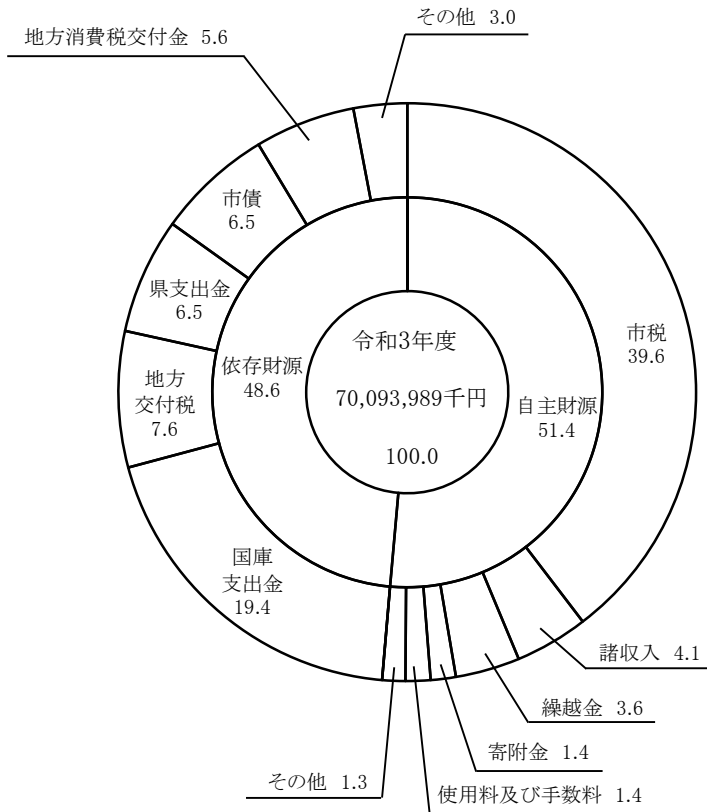 その他 3.0
地方消費税交付金 5.6
市債
6.5
県支出金
6.5
市税
39.6
令和3年度
70,093,989千円
100.0
依存財源
48.6
自主財源
51.4
地方
交付税
7.6
国庫
支出金
19.4
諸収入 4.1
繰越金 3.6
寄附金 1.4
その他 1.3
使用料及び手数料 1.4